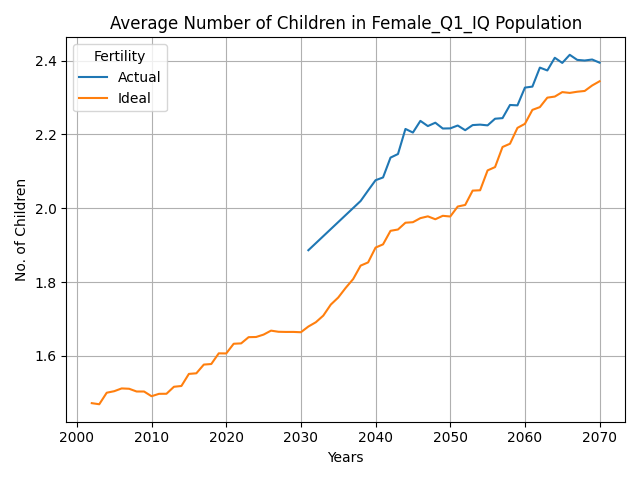 Average Number of Children in Female_Q1_IQ Population
Fertility
Actual
Ideal
No. of Children
2.4
2.2
2.0
1.8
1.6
2000 2010 2020 2030 2040 2050 2060 2070
Years